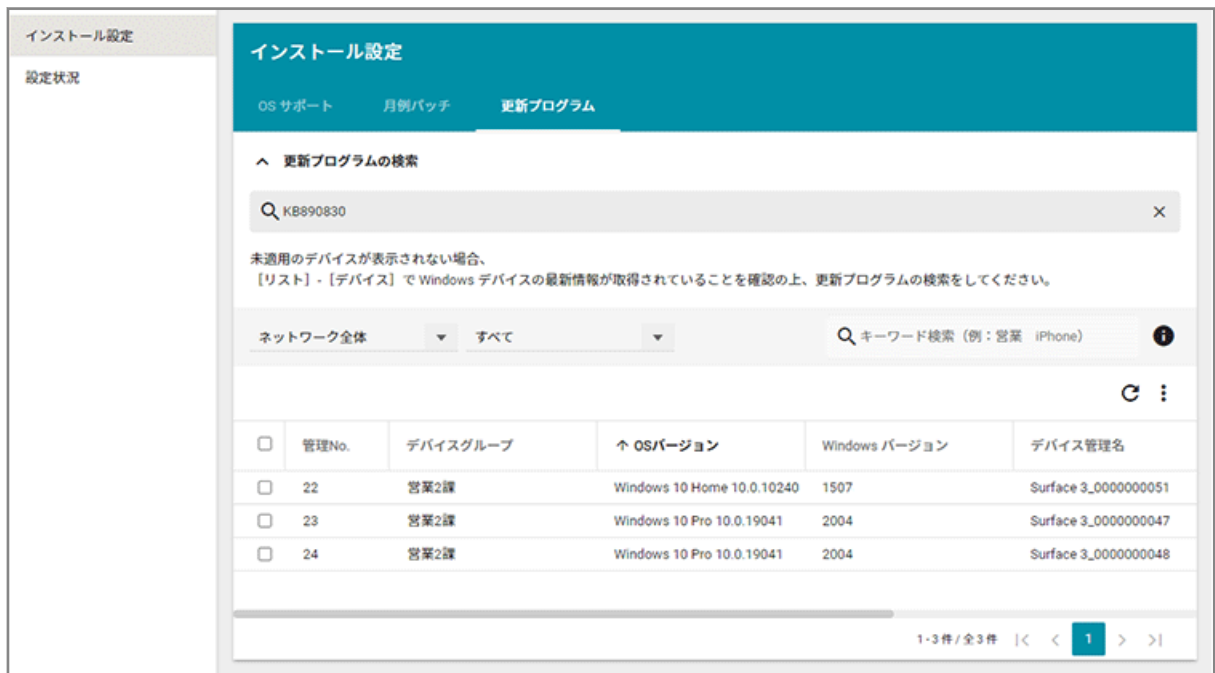 インストール設定
設定状況
インストール設定
OS サポート 月例パッチ 更新プログラム
更新プログラムの検索
KB890830
未適用のデバイスが表示されない場合、
［リスト］-［デバイス］で Windows デバイスの最新情報が取得されていることを確認の上、更新プログラムの検索をしてください。
ネットワーク全体 すべて キーワード検索（例：営業 iPhone）
管理No. デバイスグループ ↑ OSバージョン Windows バージョン デバイス管理名
22 営業2課 Windows 10 Home 10.0.10240 1507 Surface 3_0000000051
23 営業2課 Windows 10 Pro 10.0.19041 2004 Surface 3_0000000047
24 営業2課 Windows 10 Pro 10.0.19041 2004 Surface 3_0000000048
1-3件/全3件 |< < 1 > >|